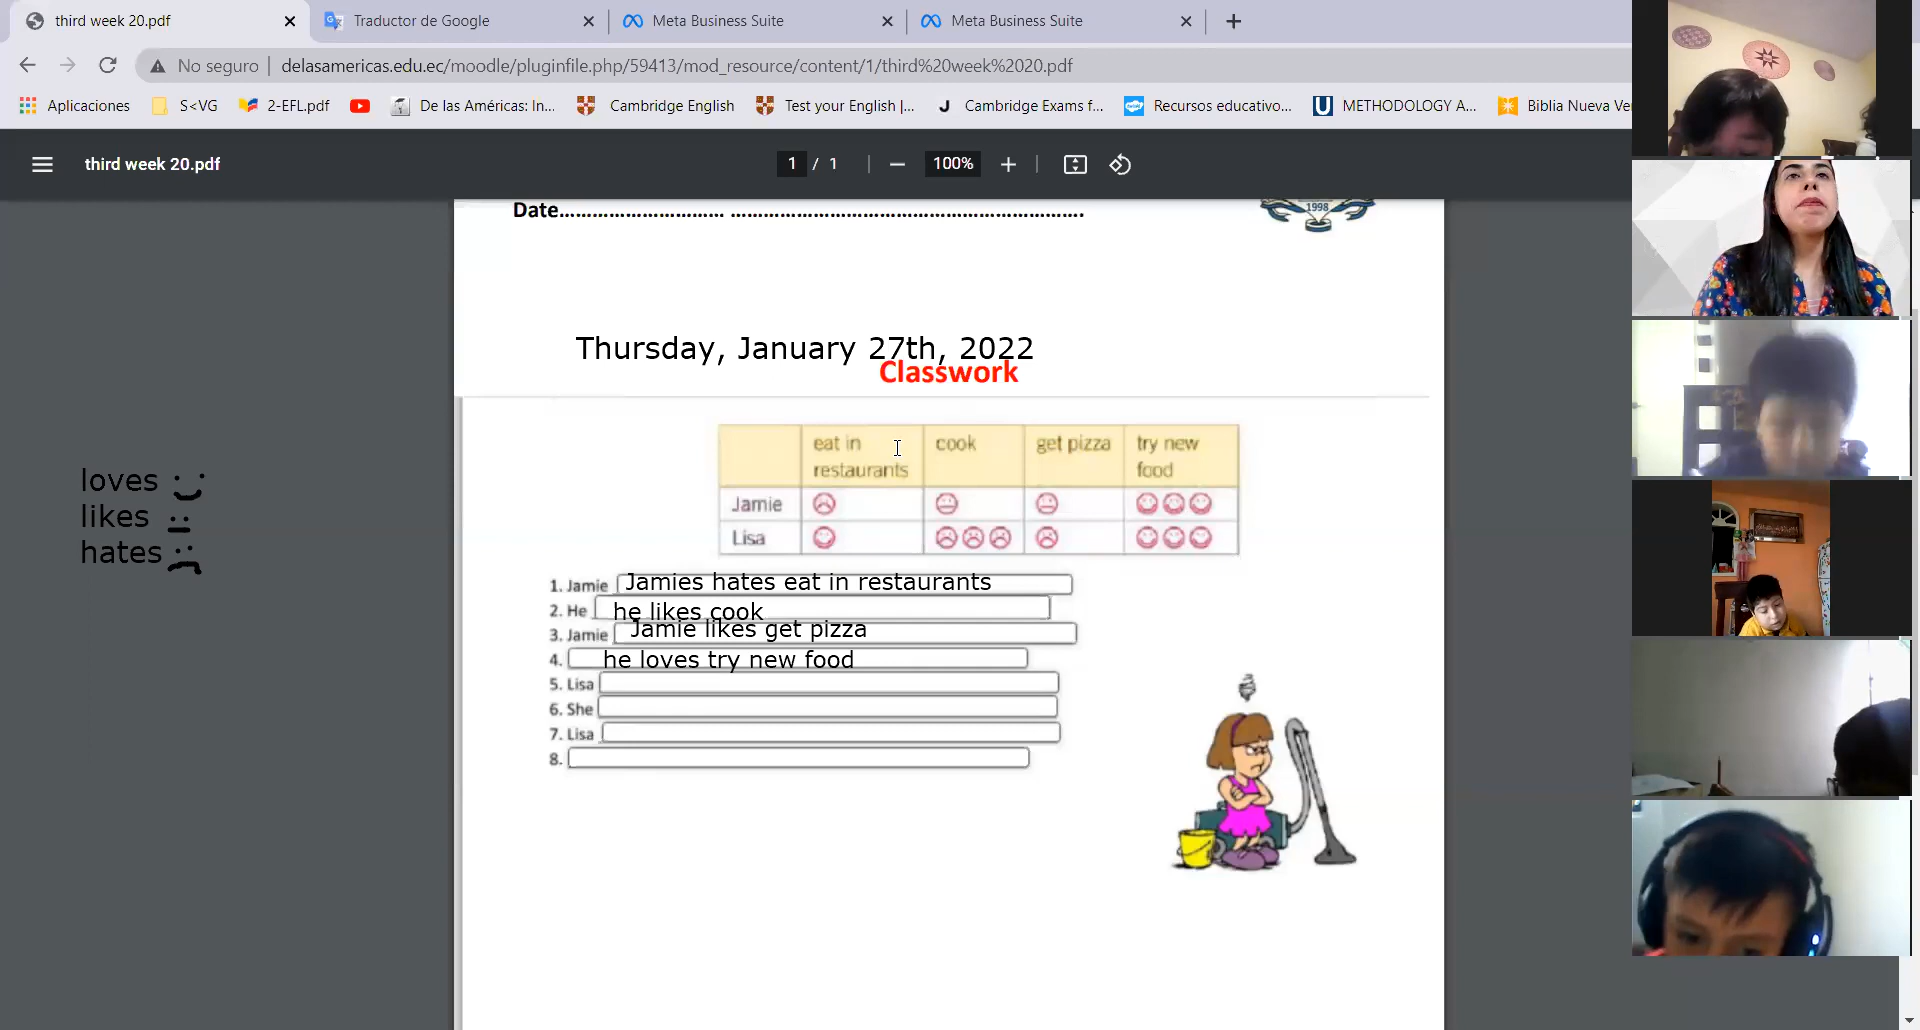 third week 20.pdf
Traductor de Google
Meta Business Suite
Meta Business Suite
No seguro
delasamericas.edu.ec/moodle/pluginfile.php/59413/mod_resource/content/1/third%20week%2020.pdf
Aplicaciones
S<VG
2-EFL.pdf
De las Américas: In...
Cambridge English
Test your English |...
Cambridge Exams f...
Recursos educativo...
METHODOLOGY A...
Biblia Nueva Ve
third week 20.pdf
1 / 1
100%
Date........................... ..........................................................
1998
Thursday, January 27th, 2022
Classwork
eat in restaurants cook get pizza try new food
Jamie
Lisa
loves
likes
hates
1. Jamie Jamies hates eat in restaurants
2. He he likes cook
3. Jamie Jamie likes get pizza
4. he loves try new food
5. Lisa
6. She
7. Lisa
8.